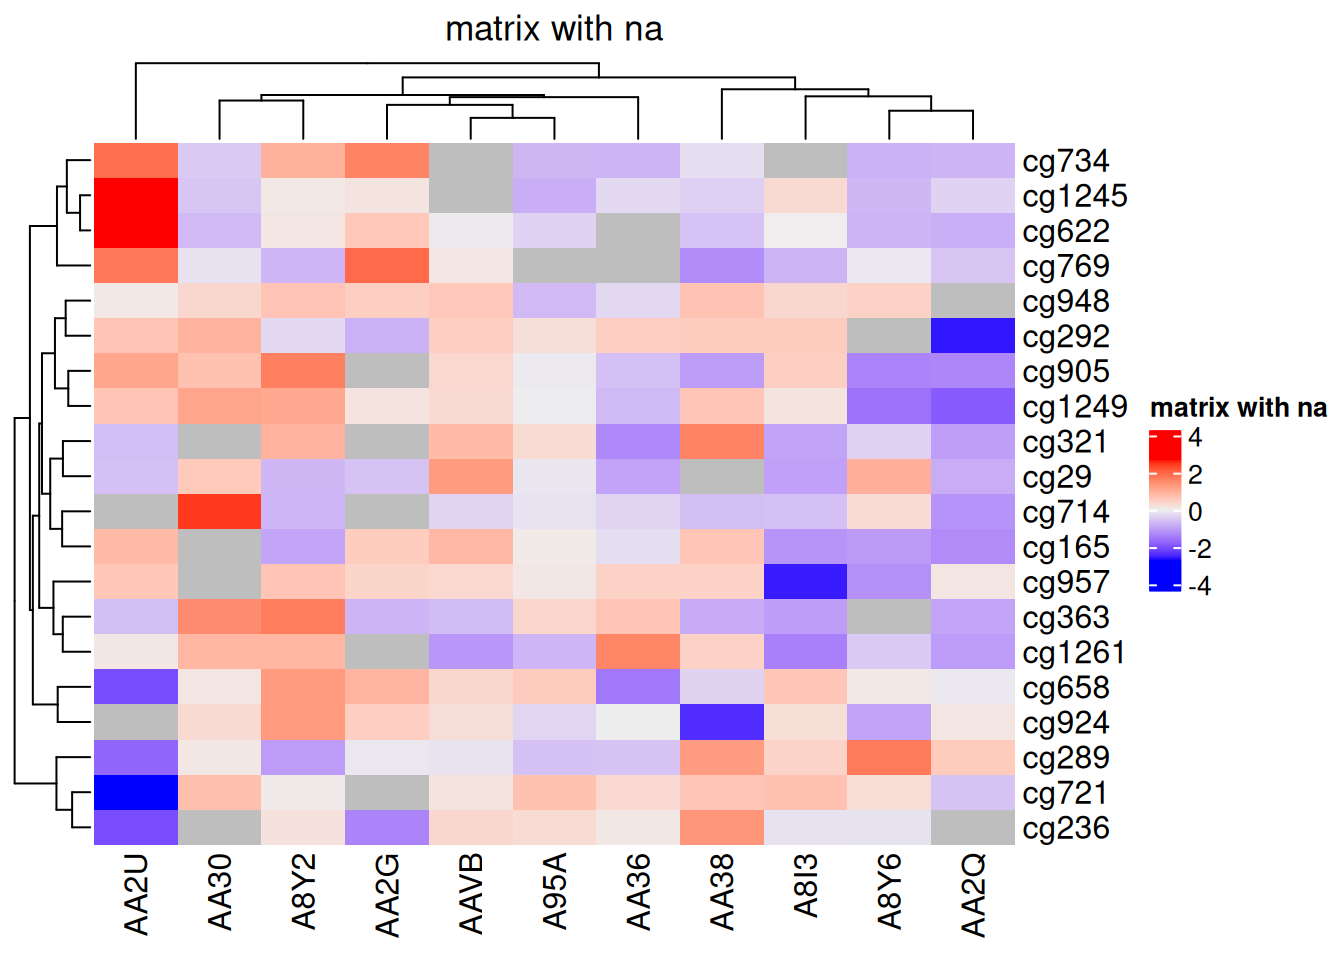 matrix with na
cg734
cg1245
cg622
cg769
cg948
cg292
cg905
cg1249
cg321
cg29
cg714
cg165
cg957
cg363
cg1261
cg658
cg924
cg289
cg721
cg236
AA2U
AA30
A8Y2
AA2G
AAVB
A95A
AA36
AA38
A8I3
A8Y6
AA2Q
matrix with na
4
2
0
-2
-4